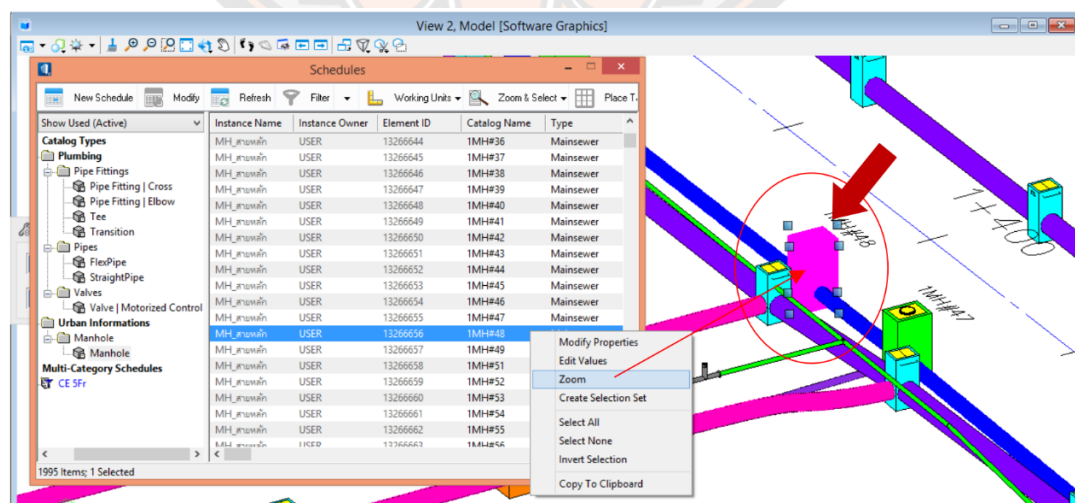 View 2, Model [Software Graphics]
Schedules
New Schedule Modify Refresh Filter Working Units Zoom & Select Place T
Show Used (Active)
Catalog Types
Plumbing
Pipe Fittings
Pipe Fitting | Cross
Pipe Fitting | Elbow
Tee
Transition
Pipes
FlexPipe
StraightPipe
Valves
Valve | Motorized Control
Urban Informations
Manhole
Manhole
Multi-Category Schedules
CE 5Fr
Instance Name Instance Owner Element ID Catalog Name Type
MH_สายหลัก USER 13266644 1MH#36 Mainsewer
MH_สายหลัก USER 13266645 1MH#37 Mainsewer
MH_สายหลัก USER 13266646 1MH#38 Mainsewer
MH_สายหลัก USER 13266647 1MH#39 Mainsewer
MH_สายหลัก USER 13266648 1MH#40 Mainsewer
MH_สายหลัก USER 13266649 1MH#41 Mainsewer
MH_สายหลัก USER 13266650 1MH#42 Mainsewer
MH_สายหลัก USER 13266651 1MH#43 Mainsewer
MH_สายหลัก USER 13266652 1MH#44 Mainsewer
MH_สายหลัก USER 13266653 1MH#45 Mainsewer
MH_สายหลัก USER 13266654 1MH#46 Mainsewer
MH_สายหลัก USER 13266655 1MH#47 Mainsewer
MH_สายหลัก USER 13266656 1MH#48
MH_สายหลัก USER 13266657 1MH#49
MH_สายหลัก USER 13266658 1MH#51
MH_สายหลัก USER 13266659 1MH#52
MH_สายหลัก USER 13266660 1MH#53
MH_สายหลัก USER 13266661 1MH#54
MH_สายหลัก USER 13266662 1MH#55
MH_สายหลัก USER 13266663 1MH#56
1995 Items; 1 Selected
Modify Properties
Edit Values
Zoom
Create Selection Set
Select All
Select None
Invert Selection
Copy To Clipboard
1MH#48
1MH#47
1+400